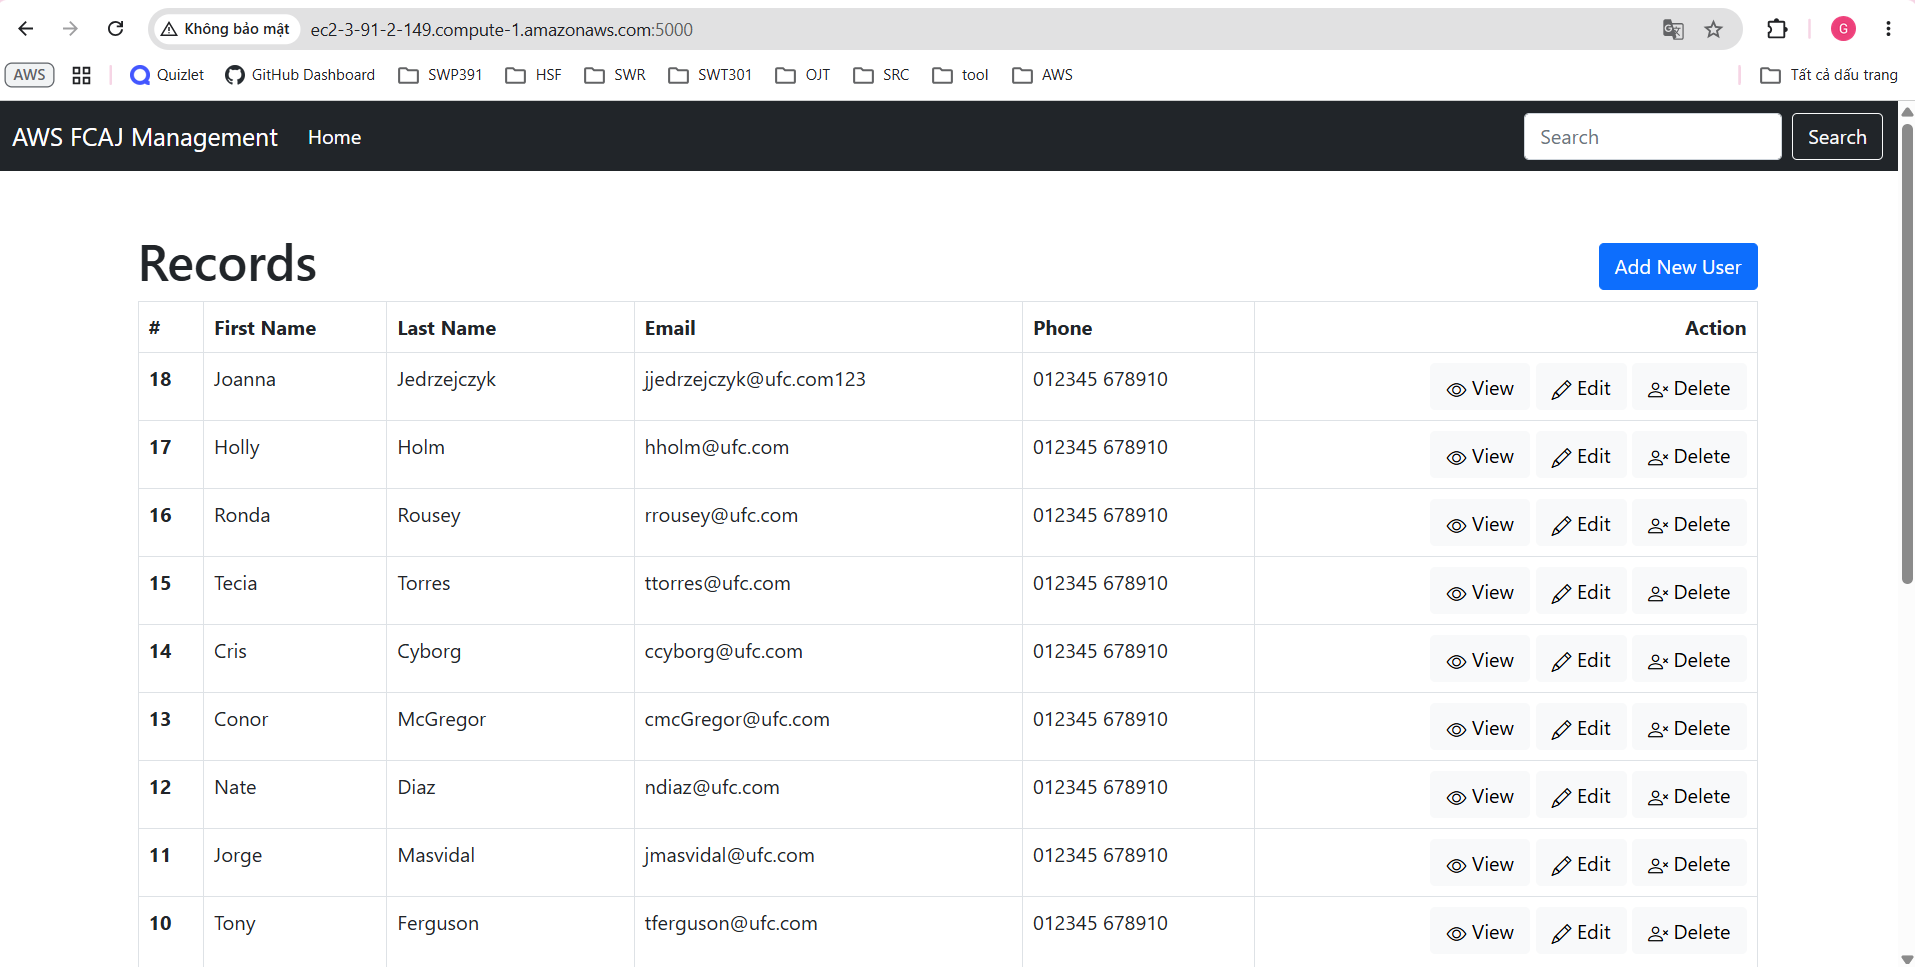 Không bảo mật ec2-3-91-2-149.compute-1.amazonaws.com:5000 G
AWS Quizlet GitHub Dashboard SWP391 HSF SWR SWT301 OJT SRC tool AWS Tất cả dấu trang
AWS FCAJ Management Home Search Search
Records Add New User
# First Name Last Name Email Phone Action
18 Joanna Jedrzejczyk jjedrzejczyk@ufc.com123 012345 678910 View Edit Delete
17 Holly Holm hholm@ufc.com 012345 678910 View Edit Delete
16 Ronda Rousey rrousey@ufc.com 012345 678910 View Edit Delete
15 Tecia Torres ttorres@ufc.com 012345 678910 View Edit Delete
14 Cris Cyborg ccyborg@ufc.com 012345 678910 View Edit Delete
13 Conor McGregor cmcGregor@ufc.com 012345 678910 View Edit Delete
12 Nate Diaz ndiaz@ufc.com 012345 678910 View Edit Delete
11 Jorge Masvidal jmasvidal@ufc.com 012345 678910 View Edit Delete
10 Tony Ferguson tferguson@ufc.com 012345 678910 View Edit Delete